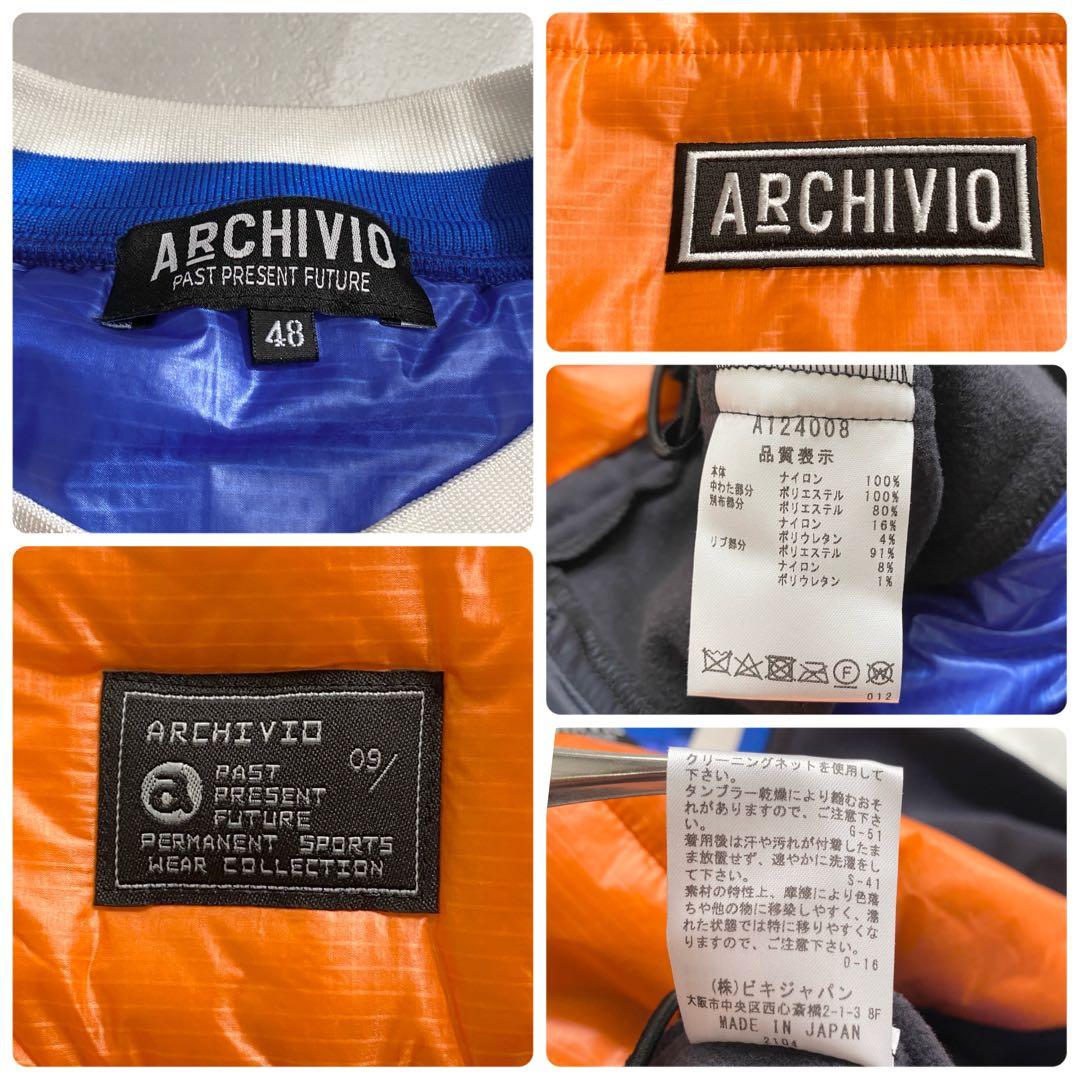 ARCHIVIO
PAST PRESENT FUTURE
48
ARCHIVIO
A124008
品質表示
本体 ナイロン 100%
中わた部分 ポリエステル 100%
別布部分 ポリエステル 80%
ナイロン 16%
ポリウレタン 4%
リブ部分 ポリエステル 91%
ナイロン 8%
ポリウレタン 1%
F
W
012
ARCHIVIO
09/
a
PAST
PRESENT
FUTURE
PERMANENT SPORTS
WEAR COLLECTION
クリーニングネットを使用して
下さい。
タンブラー乾燥により縮むおそ
れがありますので、ご注意下さ
い。
G-51
着用後は汗や汚れが付着したま
ま放置せず、速やかに洗濯をし
て下さい。
S-41
素材の特性上、摩擦により色落
ちや他の物に移染しやすく、濡
れた状態では特に移りやすくな
りますので、ご注意下さい。
D-16
(株)ビキジャパン
大阪市中央区西心斎橋2-1-3 8F
MADE IN JAPAN
2104